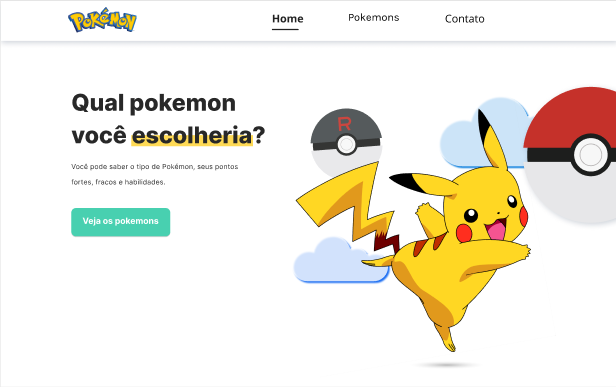 POKéMON
Home
Pokemons
Contato
Qual pokemon
você escolheria?
Você pode saber o tipo de Pokémon, seus pontos
fortes, fracos e habilidades.
Veja os pokemons
R